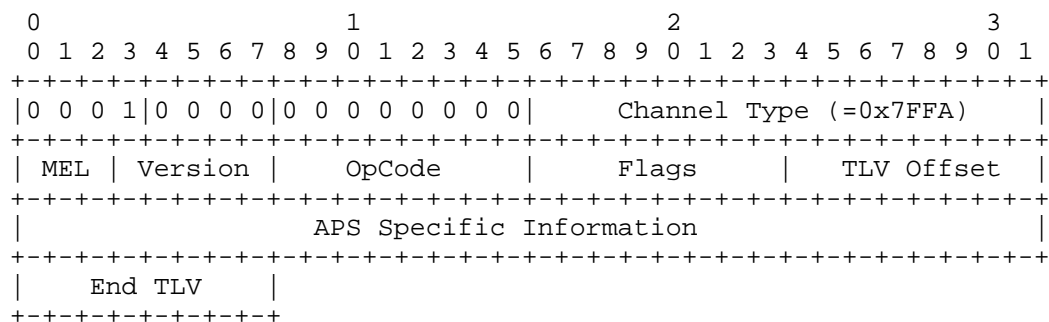 0                   1                   2                   3
 0 1 2 3 4 5 6 7 8 9 0 1 2 3 4 5 6 7 8 9 0 1 2 3 4 5 6 7 8 9 0 1
+-+-+-+-+-+-+-+-+-+-+-+-+-+-+-+-+-+-+-+-+-+-+-+-+-+-+-+-+-+-+-+-+
|0 0 0 1|0 0 0 0|0 0 0 0 0 0 0 0|     Channel Type (=0x7FFA)    |
+-+-+-+-+-+-+-+-+-+-+-+-+-+-+-+-+-+-+-+-+-+-+-+-+-+-+-+-+-+-+-+-+
| MEL | Version |    OpCode     |     Flags     |   TLV Offset  |
+-+-+-+-+-+-+-+-+-+-+-+-+-+-+-+-+-+-+-+-+-+-+-+-+-+-+-+-+-+-+-+-+
|                  APS Specific Information                     |
+-+-+-+-+-+-+-+-+-+-+-+-+-+-+-+-+-+-+-+-+-+-+-+-+-+-+-+-+-+-+-+-+
|    End TLV    |
+-+-+-+-+-+-+-+-+